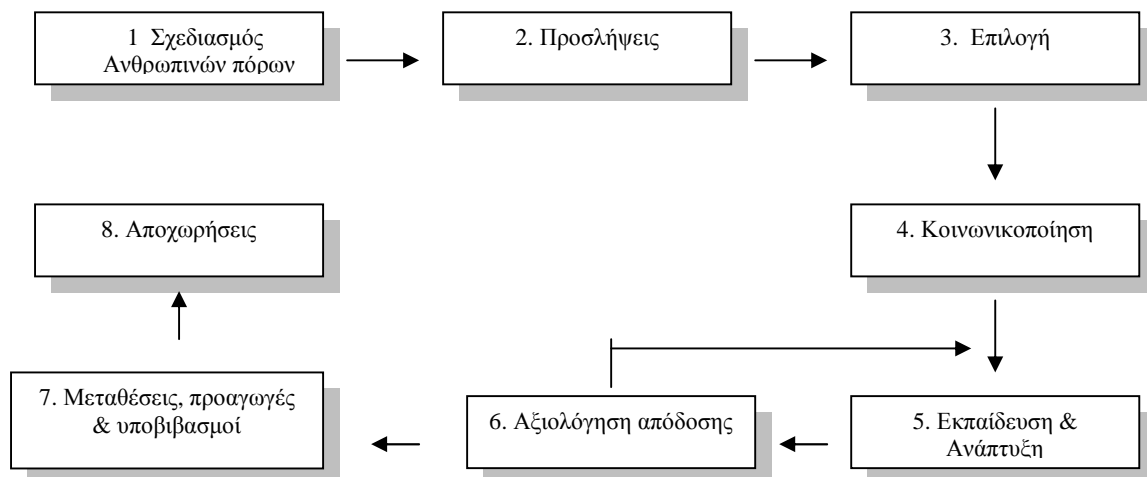 1 Σχεδιασμός
Ανθρωπινών πόρων
2. Προσλήψεις
3. Επιλογή
4. Κοινωνικοποίηση
5. Εκπαίδευση &
Ανάπτυξη
6. Αξιολόγηση απόδοσης
7. Μεταθέσεις, προαγωγές
& υποβιβασμοί
8. Αποχωρήσεις